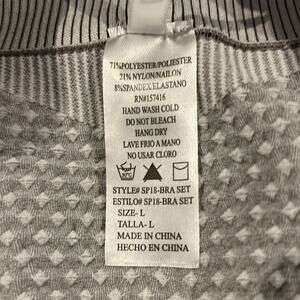 71%POLYESTER/POLIESTER
21% NYLON/NAILON
8%SPANDEX/ELASTANO
RN#157416
HAND WASH COLD
DO NOT BLEACH
HANG DRY
LAVE FRIO A MANO
NO USAR CLORO
STYLE# SP18-BRA SET
ESTILO# SP18-BRA SET
SIZE- L
TALLA- L
MADE IN CHINA
HECHO EN CHINA